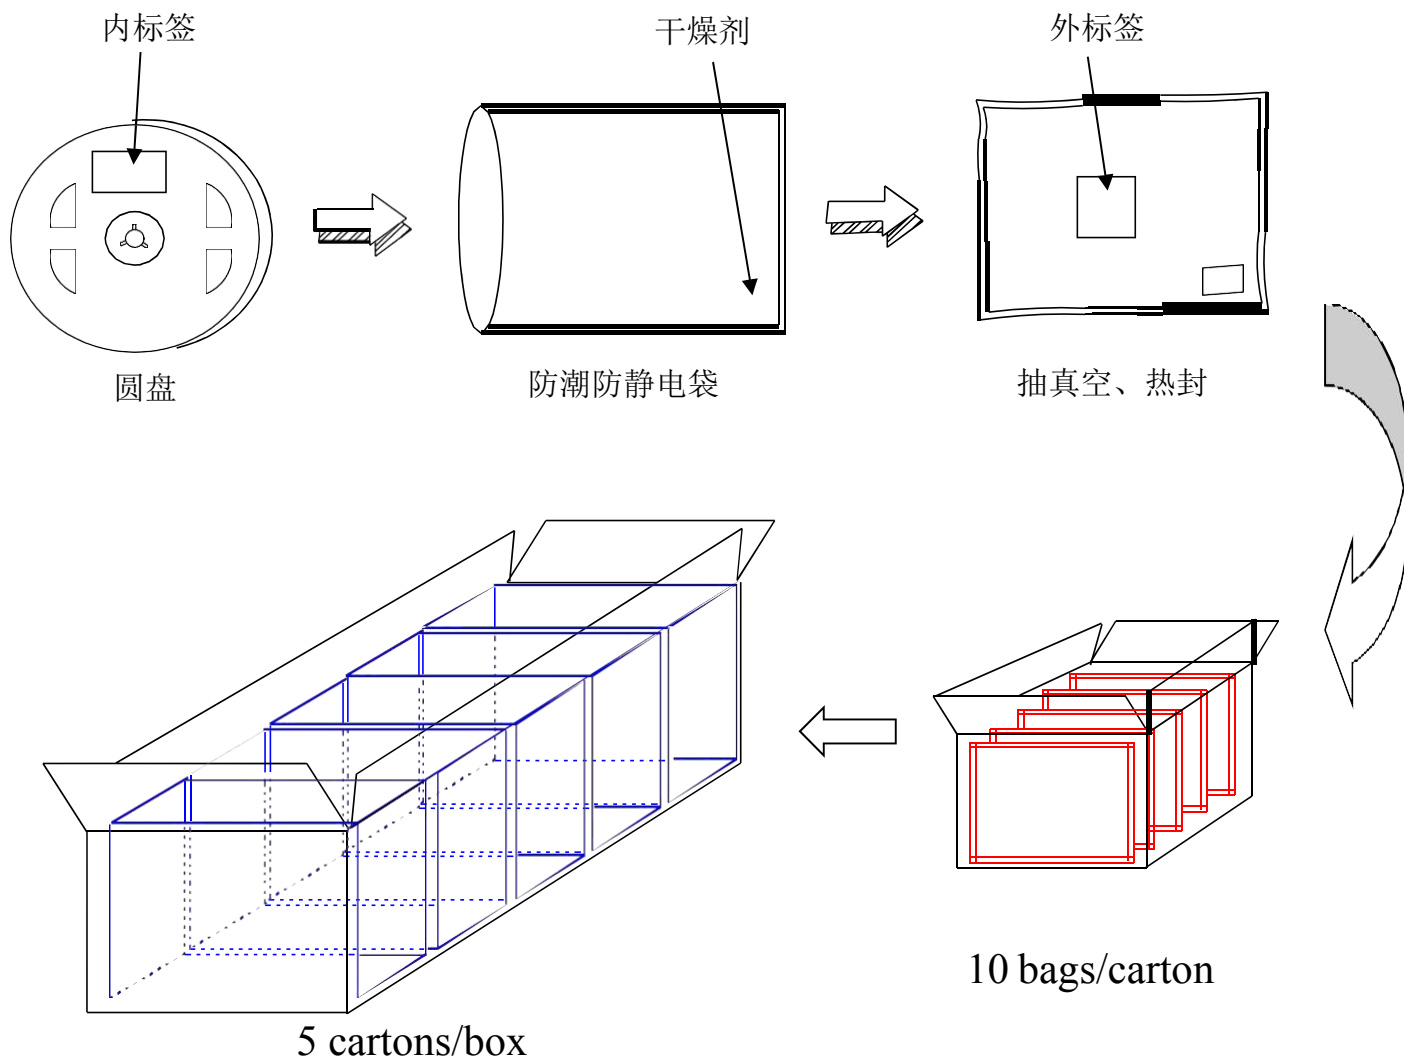 内标签
干燥剂
外标签
圆盘
防潮防静电袋
抽真空、热封
10 bags/carton
5 cartons/box